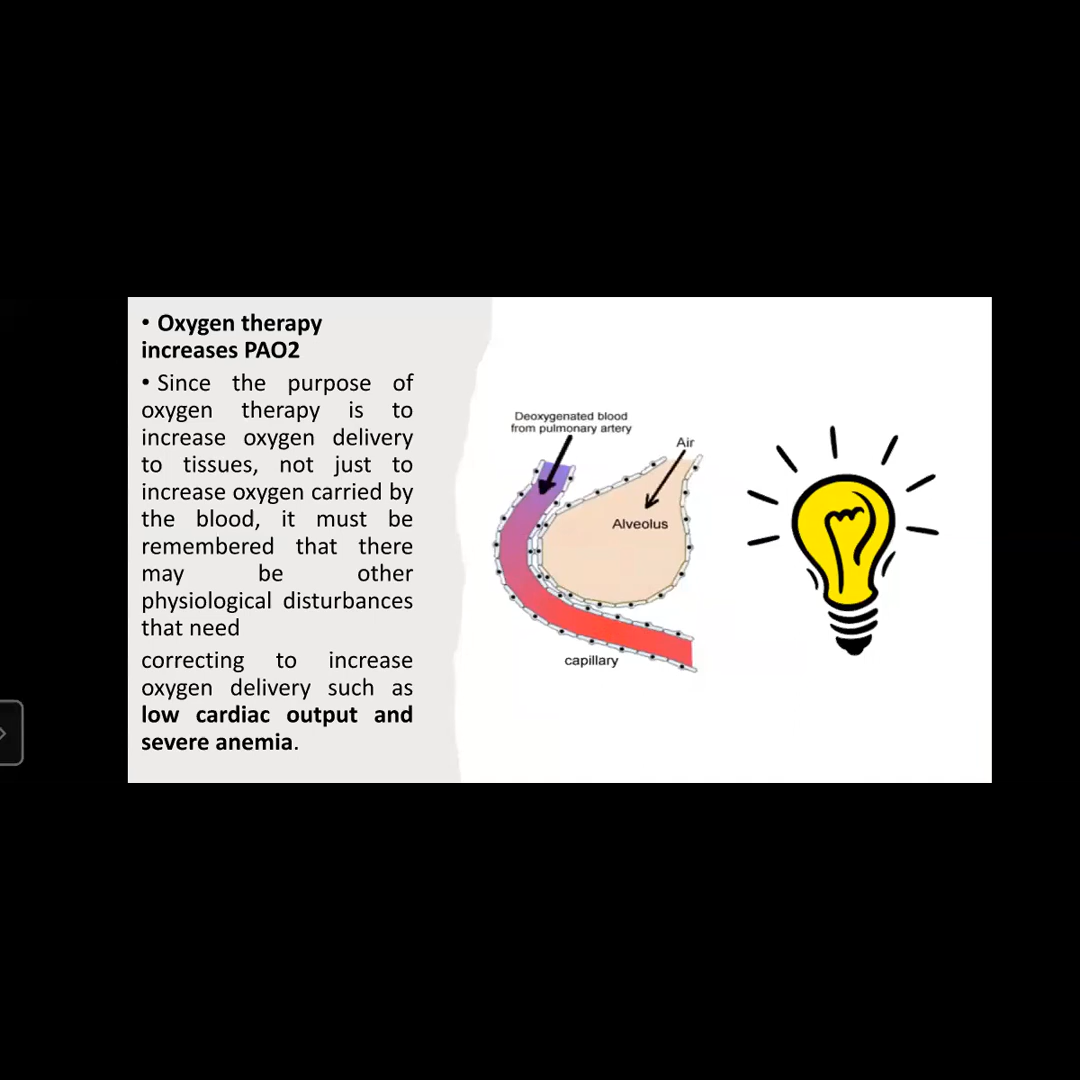 • Oxygen therapy
increases PAO2
• Since the purpose of
oxygen therapy is to
increase oxygen delivery
to tissues, not just to
increase oxygen carried by
the blood, it must be
remembered that there
may be other
physiological disturbances
that need
correcting to increase
oxygen delivery such as
low cardiac output and
severe anemia.
Deoxygenated blood
from pulmonary artery
Air
Alveolus
capillary